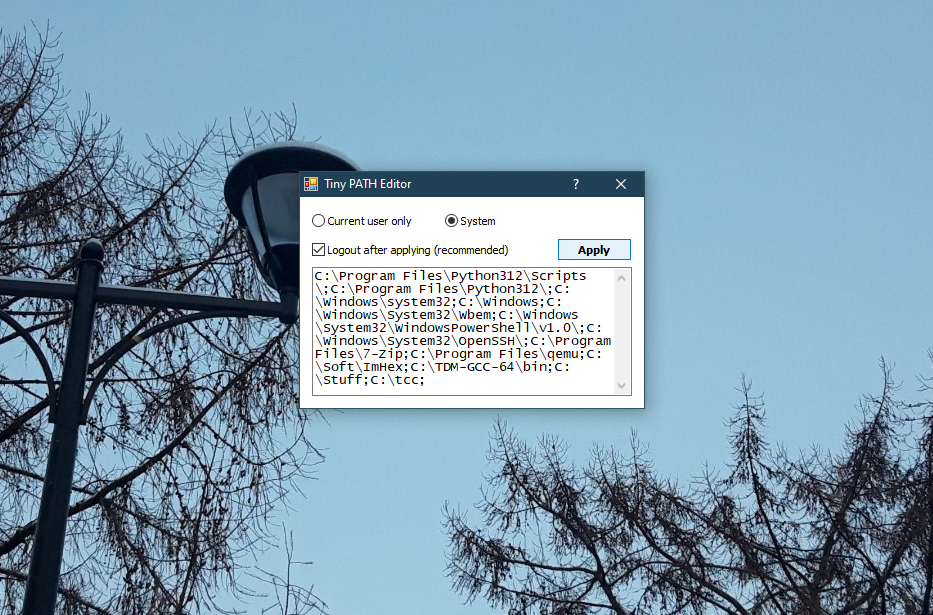 Tiny PATH Editor
?
Current user only
System
Logout after applying (recommended)
Apply
C:\Program Files\Python312\Scripts
\;C:\Program Files\Python312\;C:
\Windows\system32;C:\Windows;C:
\Windows\System32\Wbem;C:\Windows
\System32\WindowsPowerShell\v1.0\;C:
\Windows\System32\OpenSSH\;C:\Program
Files\7-Zip;C:\Program Files\qemu;C:
\Soft\ImHex;C:\TDM-GCC-64\bin;C:
\Stuff;C:\tcc;